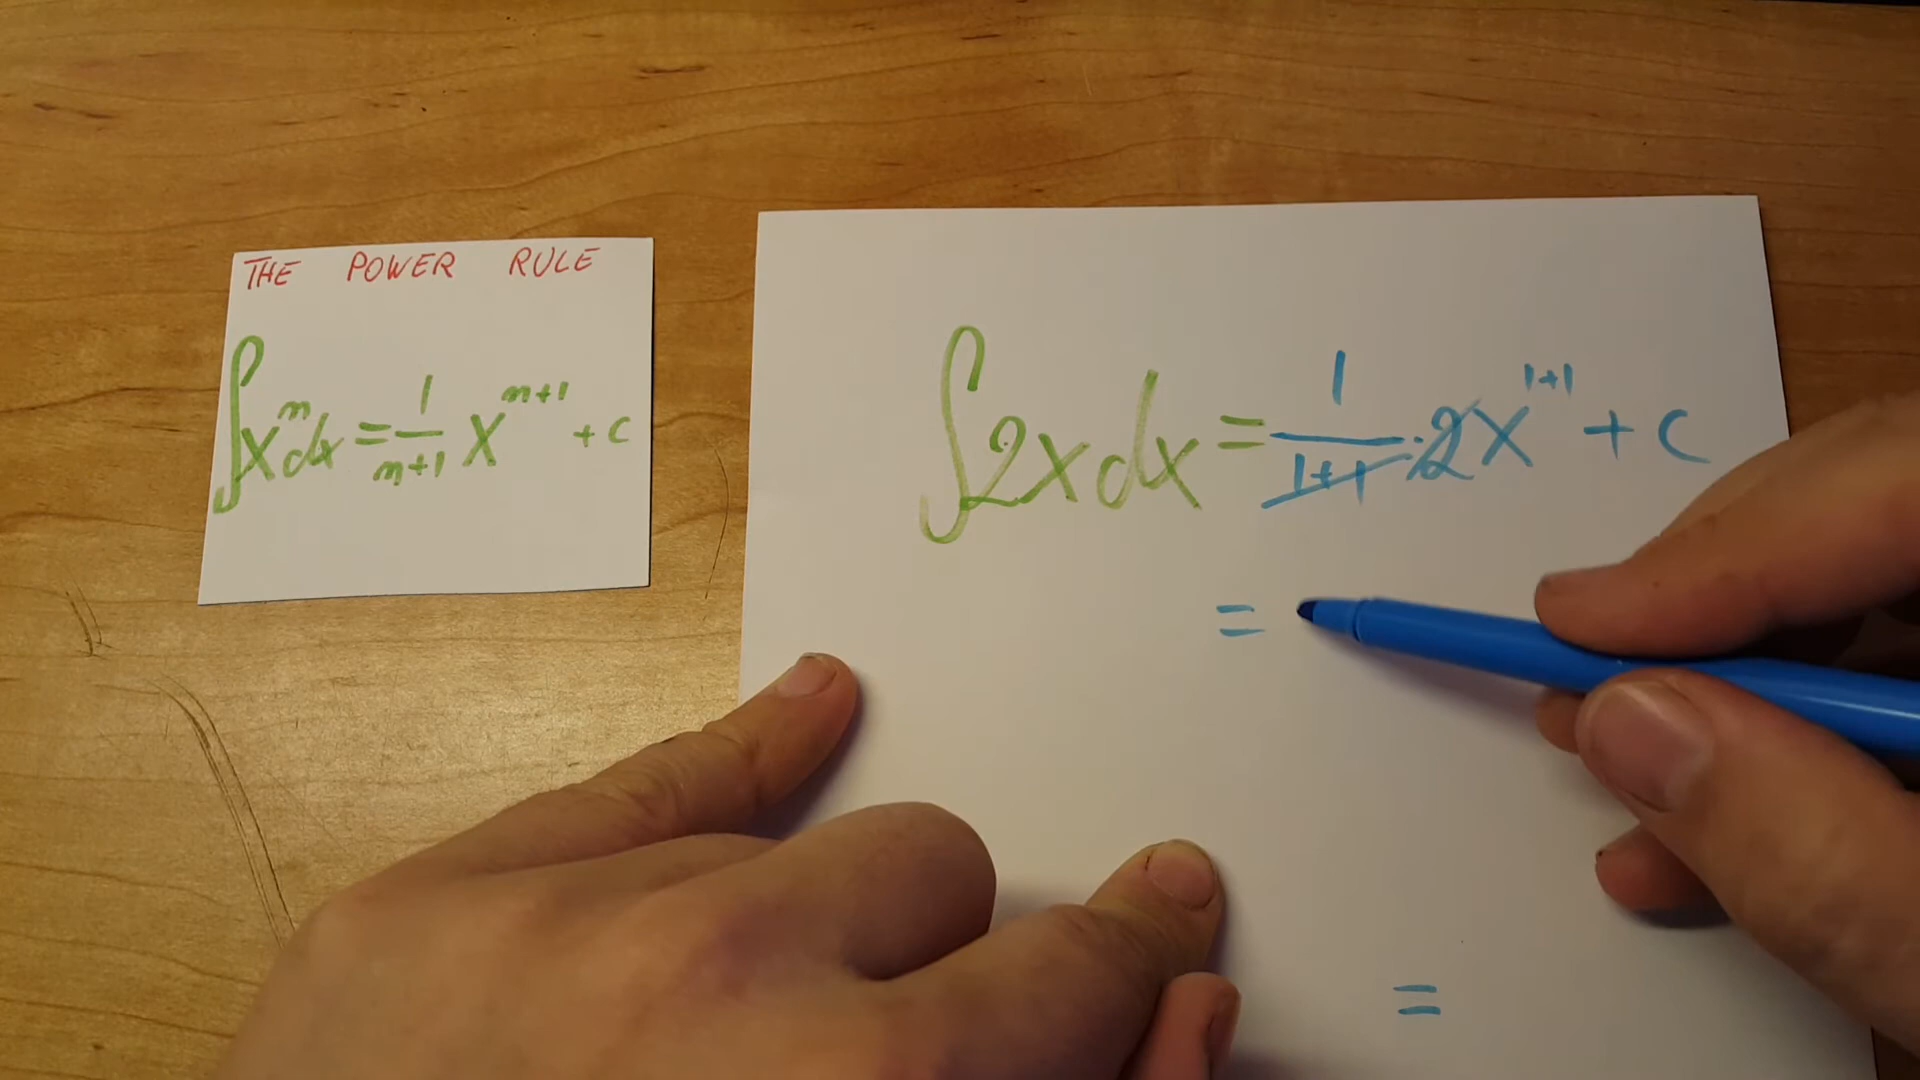 THE POWER RULE
∫xⁿdx = 1/(n+1) xⁿ⁺¹ + c
∫2xdx = 1/(1+1) · 2x¹⁺¹ + c
=
=